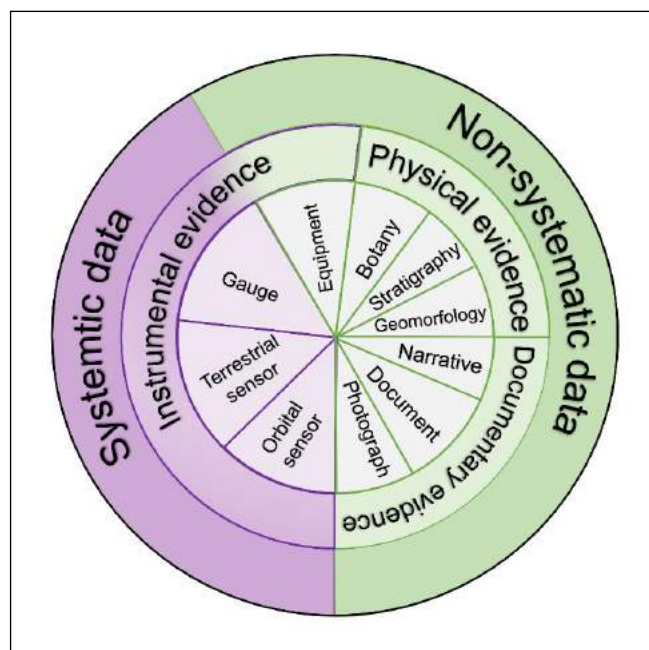 Systemtic data
Non-systematic data
Instrumental evidence
Physical evidence
Documentary evidence
Equipment
Botany
Stratigraphy
Geomorfology
Narrative
Document
Photograph
Orbital
sensor
Terrestrial
sensor
Gauge